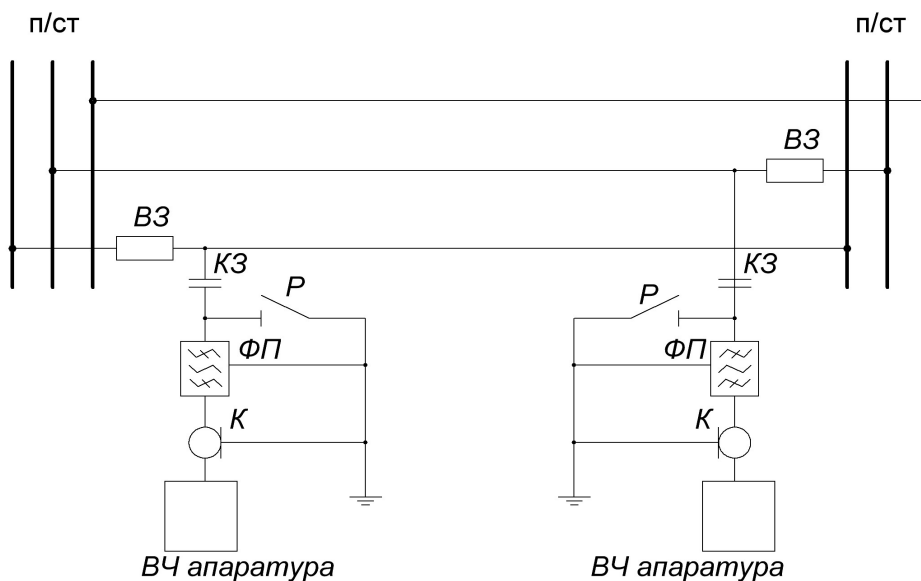 п/ст п/ст
ВЗ
ВЗ
КЗ КЗ
Р Р
ФП ФП
К К
ВЧ апаратура ВЧ апаратура